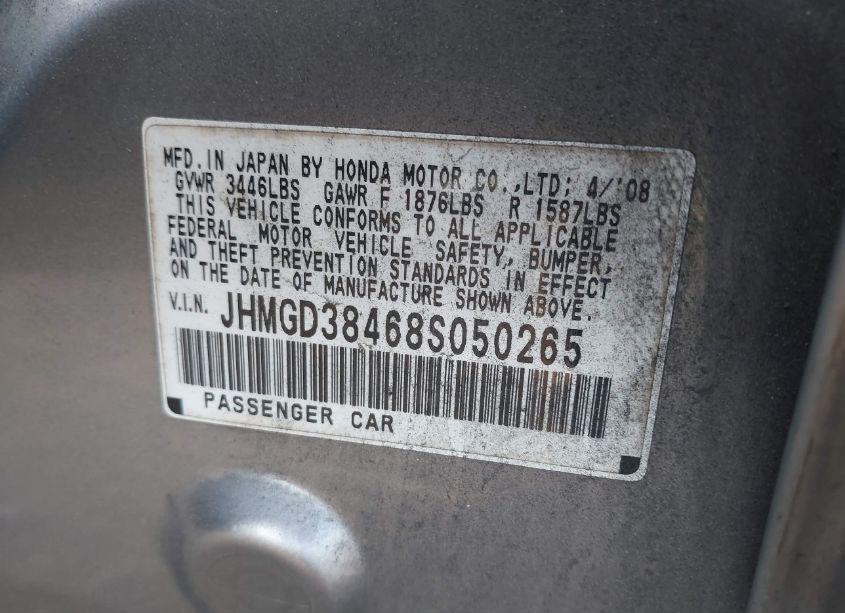 MFD. IN JAPAN BY HONDA MOTOR CO.,LTD; 4/'08
GVWR 3446LBS GAWR F 1876LBS R 1587LBS
THIS VEHICLE CONFORMS TO ALL APPLICABLE
FEDERAL MOTOR VEHICLE SAFETY, BUMPER,
AND THEFT PREVENTION STANDARDS IN EFFECT
ON THE DATE OF MANUFACTURE SHOWN ABOVE.
V.I.N. JHMGD38468S050265
PASSENGER CAR